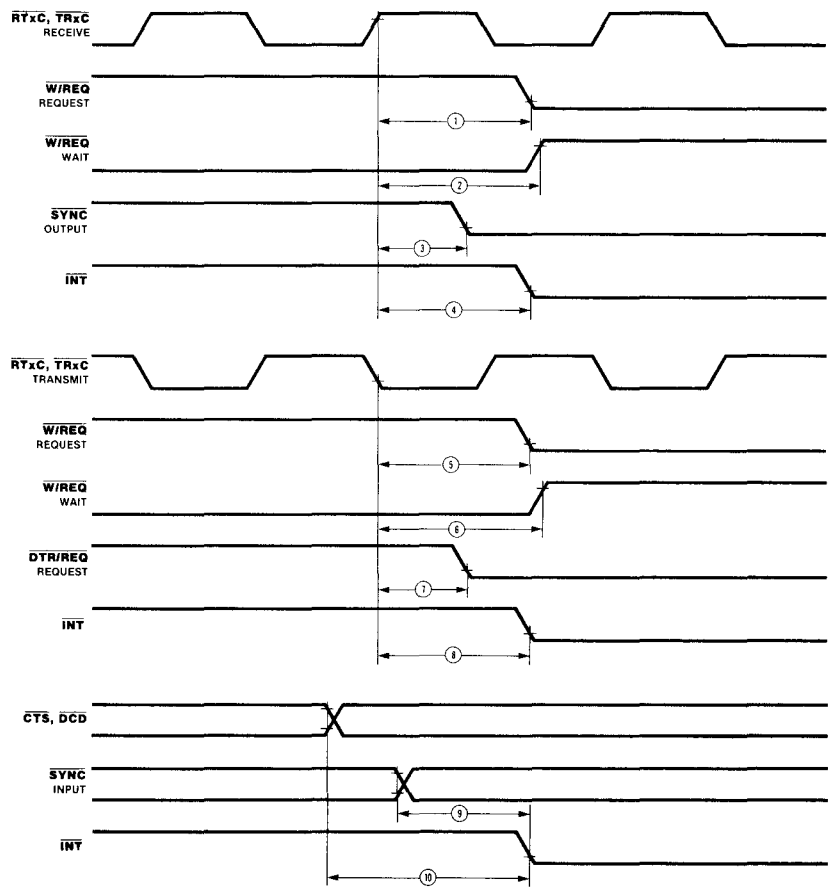 RTxC, TRxC
RECEIVE
W/REQ
REQUEST
1
W/REQ
WAIT
2
SYNC
OUTPUT
3
INT
4
RTxC, TRxC
TRANSMIT
W/REQ
REQUEST
5
W/REQ
WAIT
6
DTR/REQ
REQUEST
7
INT
8
CTS, DCD
SYNC
INPUT
9
INT
10